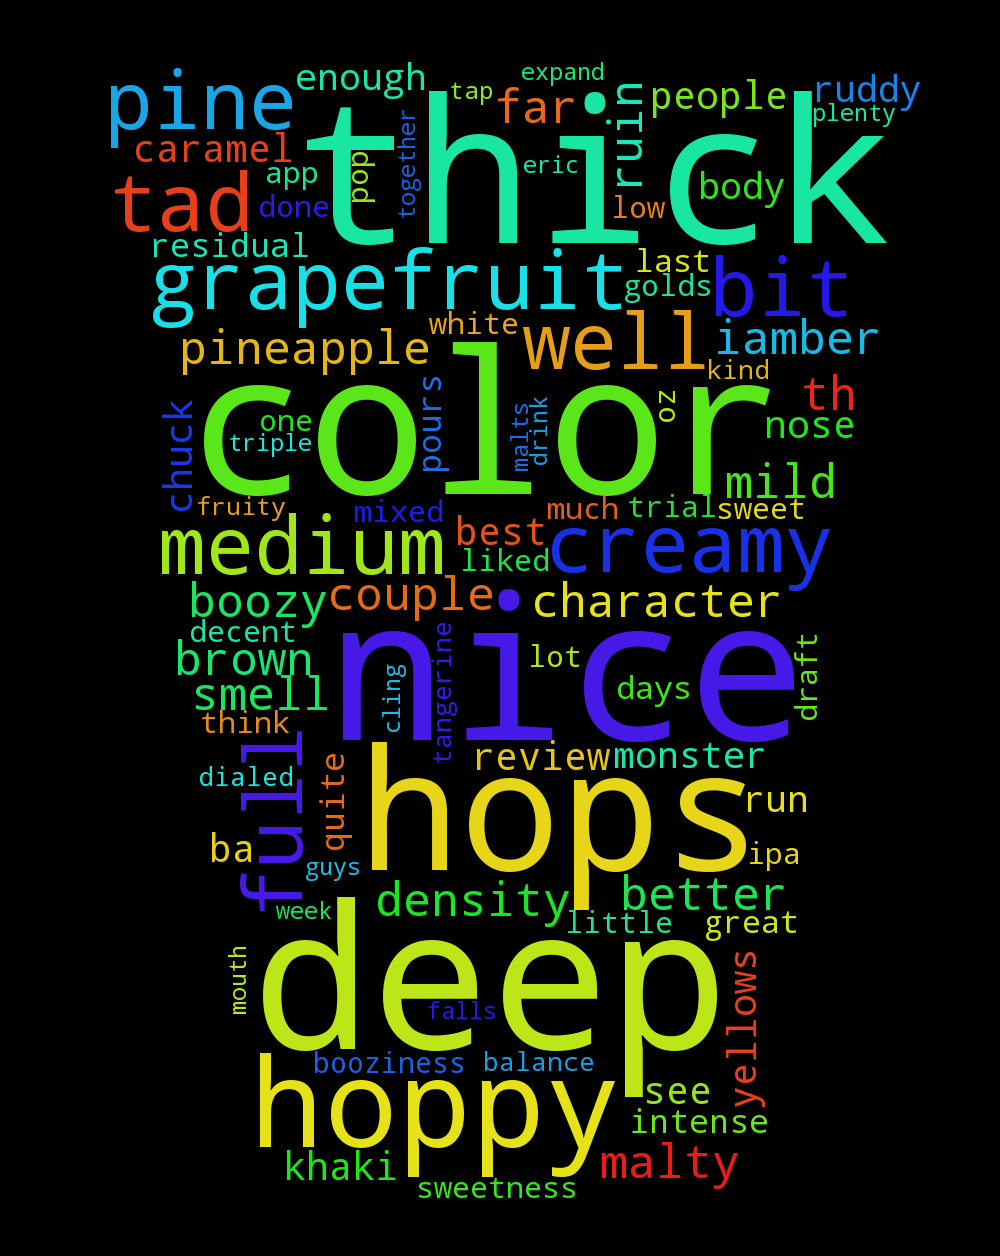 expand
pine
enough
tap
far
people
ruddy
plenty
thick
ruin
caramel
together
pop
eric
app
body
tad
done
low
residual
grapefruit
last
golds
bit
white
well
iamber
pineapple
kind
color
pours
th
oz
chuck
one
malts
drink
nose
triple
mild
fruity
mixed
much
trial
sweet
medium
best
liked
creamy
boozy
couple
character
decent
nice
brown
tangerine
lot
draft
smell
cling
days
think
full
review
monster
dialed
quite
hops
run
ba
guys
ipa
density
better
week
little
great
deep
mouth
yellows
falls
booziness
balance
hoppy
see
intense
khaki
malty
sweetness